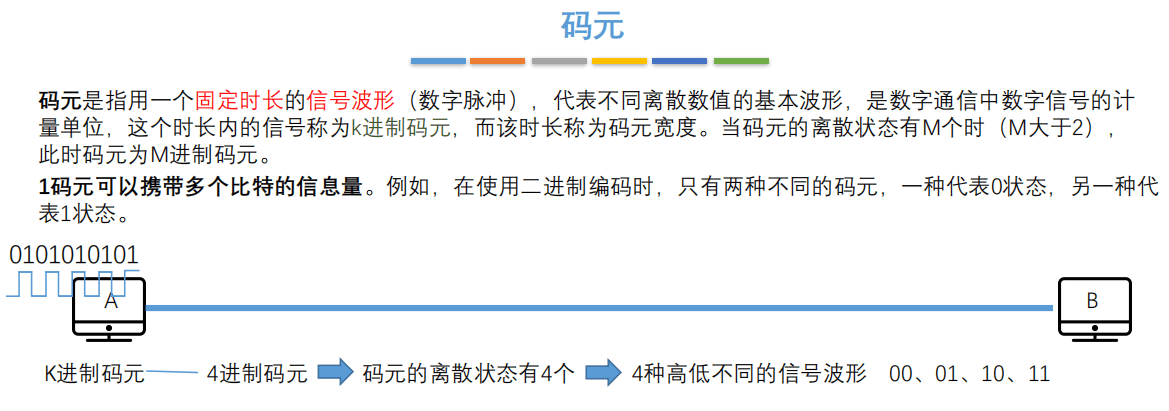 码元
码元是指用一个固定时长的信号波形（数字脉冲），代表不同离散数值的基本波形，是数字通信中数字信号的计
量单位，这个时长内的信号称为k进制码元，而该时长称为码元宽度。当码元的离散状态有M个时（M大于2），
此时码元为M进制码元。
1码元可以携带多个比特的信息量。例如，在使用二进制编码时，只有两种不同的码元，一种代表0状态，另一种代
表1状态。
0101010101
A
B
K进制码元 4进制码元 码元的离散状态有4个 4种高低不同的信号波形 00、01、10、11